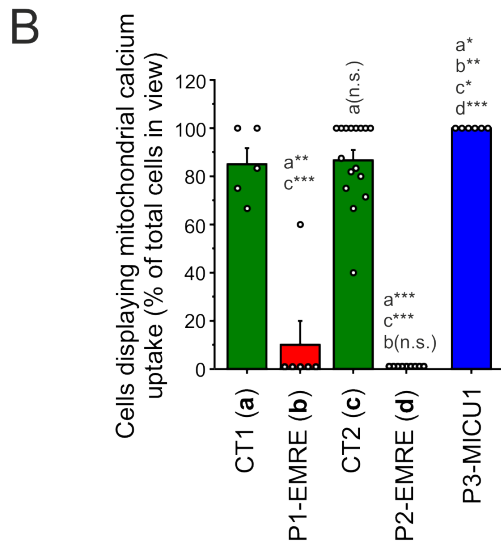 B
Cells displaying mitochondrial calcium
uptake (% of total cells in view)
120
100
80
60
40
20
0
a**
c***
a(n.s.)
a***
c***
b(n.s.)
a*
b**
c*
d***
CT1 (a)
P1-EMRE (b)
CT2 (c)
P2-EMRE (d)
P3-MICU1